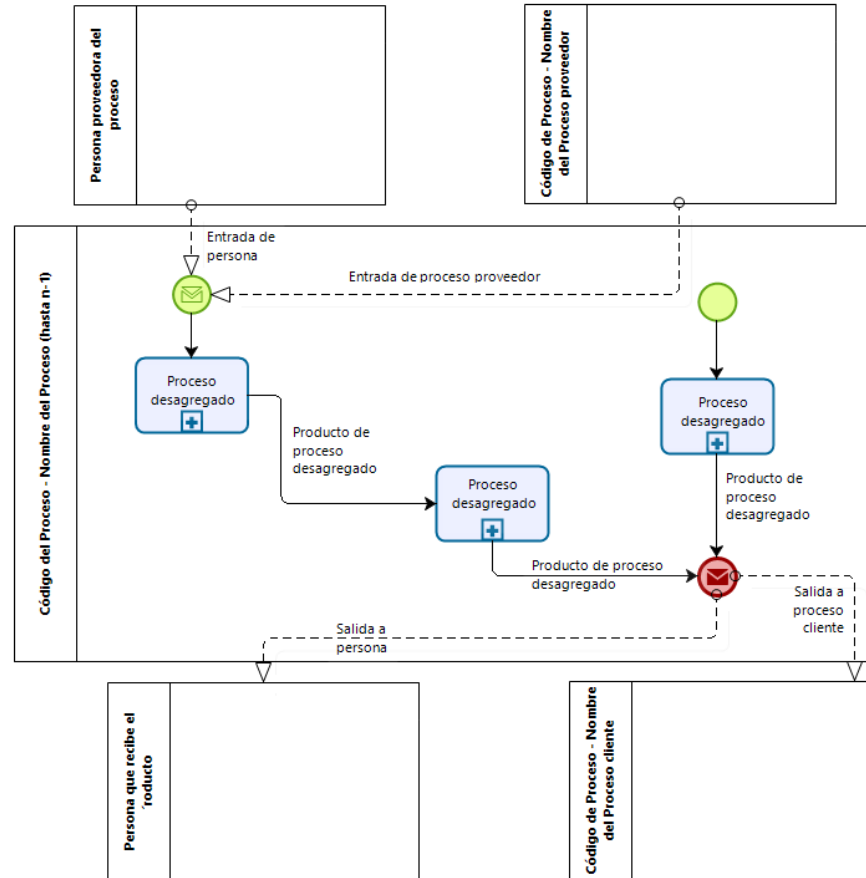 Persona proveedora del
proceso
Código de Proceso - Nombre
del Proceso proveedor
Código del Proceso - Nombre del Proceso (hasta n-1)
Entrada de
persona
Entrada de proceso proveedor
Proceso
desagregado
Proceso
desagregado
Producto de
proceso
desagregado
Proceso
desagregado
Producto de
proceso
desagregado
Producto de proceso
desagregado
Salida a
proceso
cliente
Salida a
persona
Persona que recibe el
´roducto
Código de Proceso - Nombre
del Proceso cliente